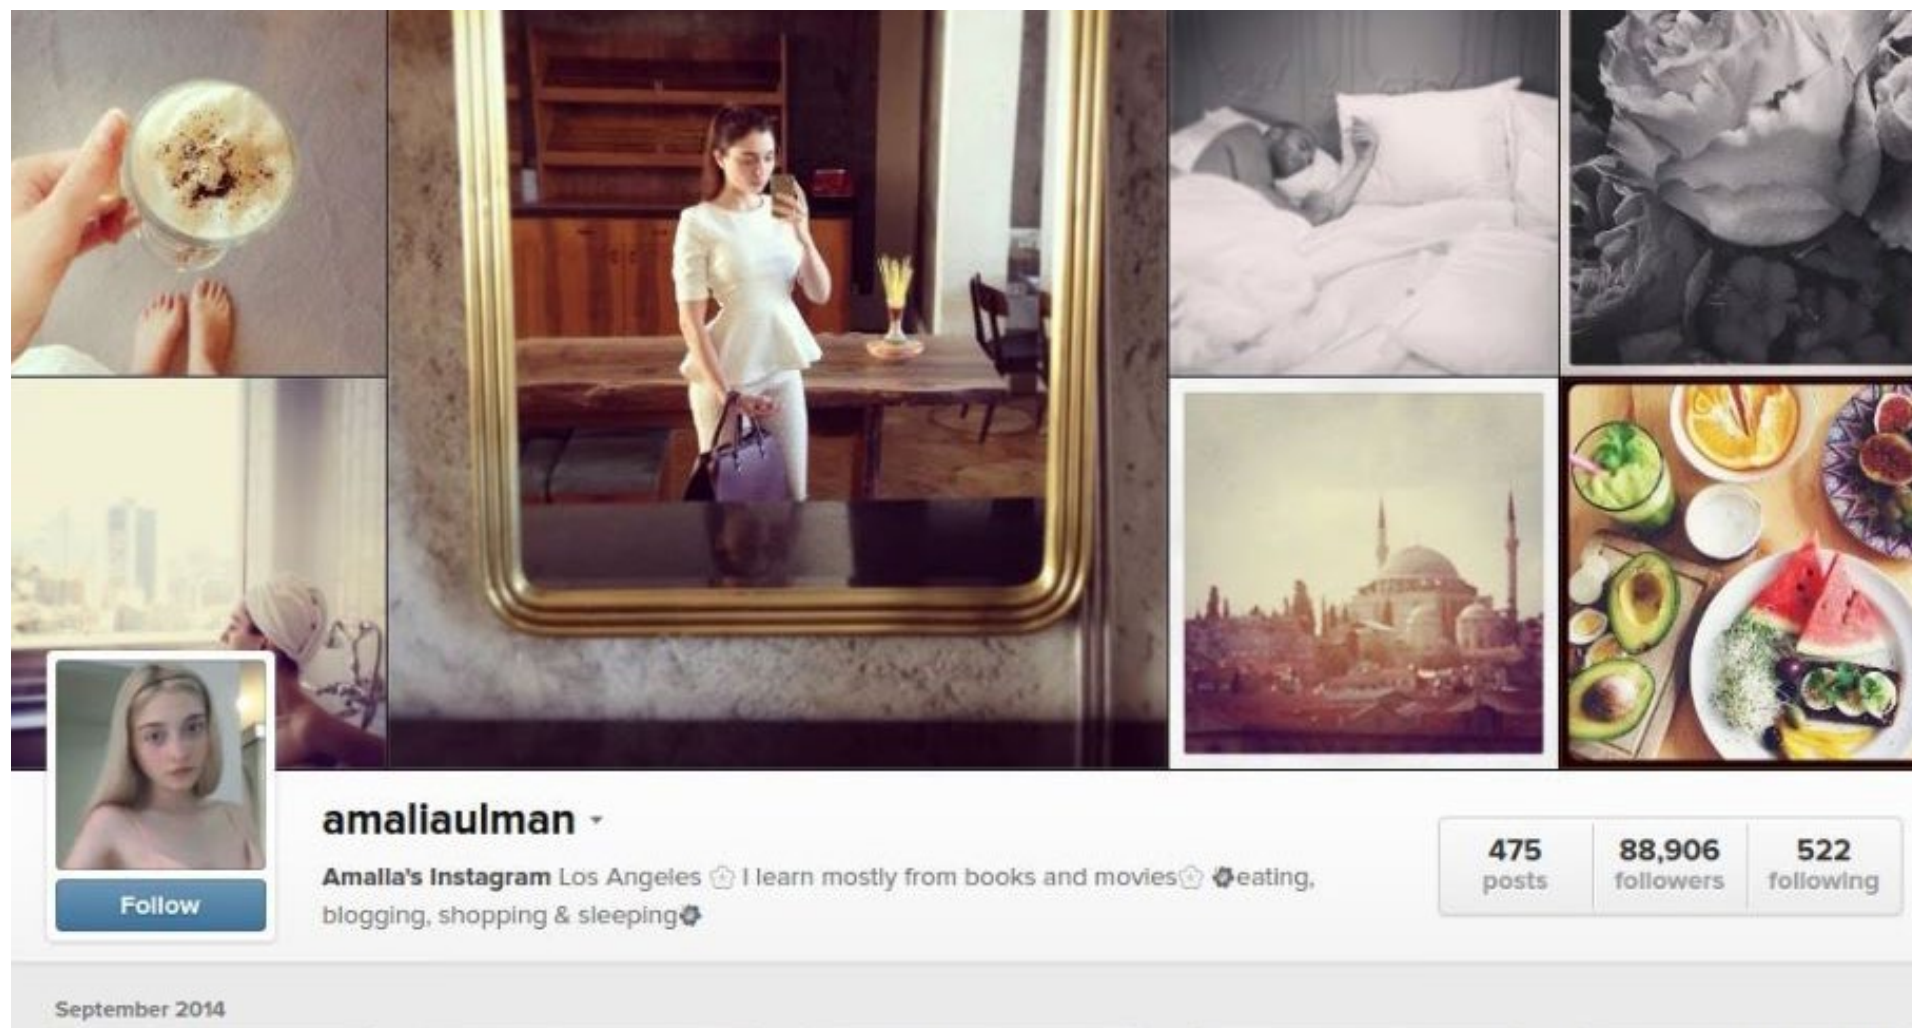 amaliaulman
Amalia's Instagram Los Angeles I learn mostly from books and movies eating,
blogging, shopping & sleeping
Follow
475
posts
88,906
followers
522
following
September 2014